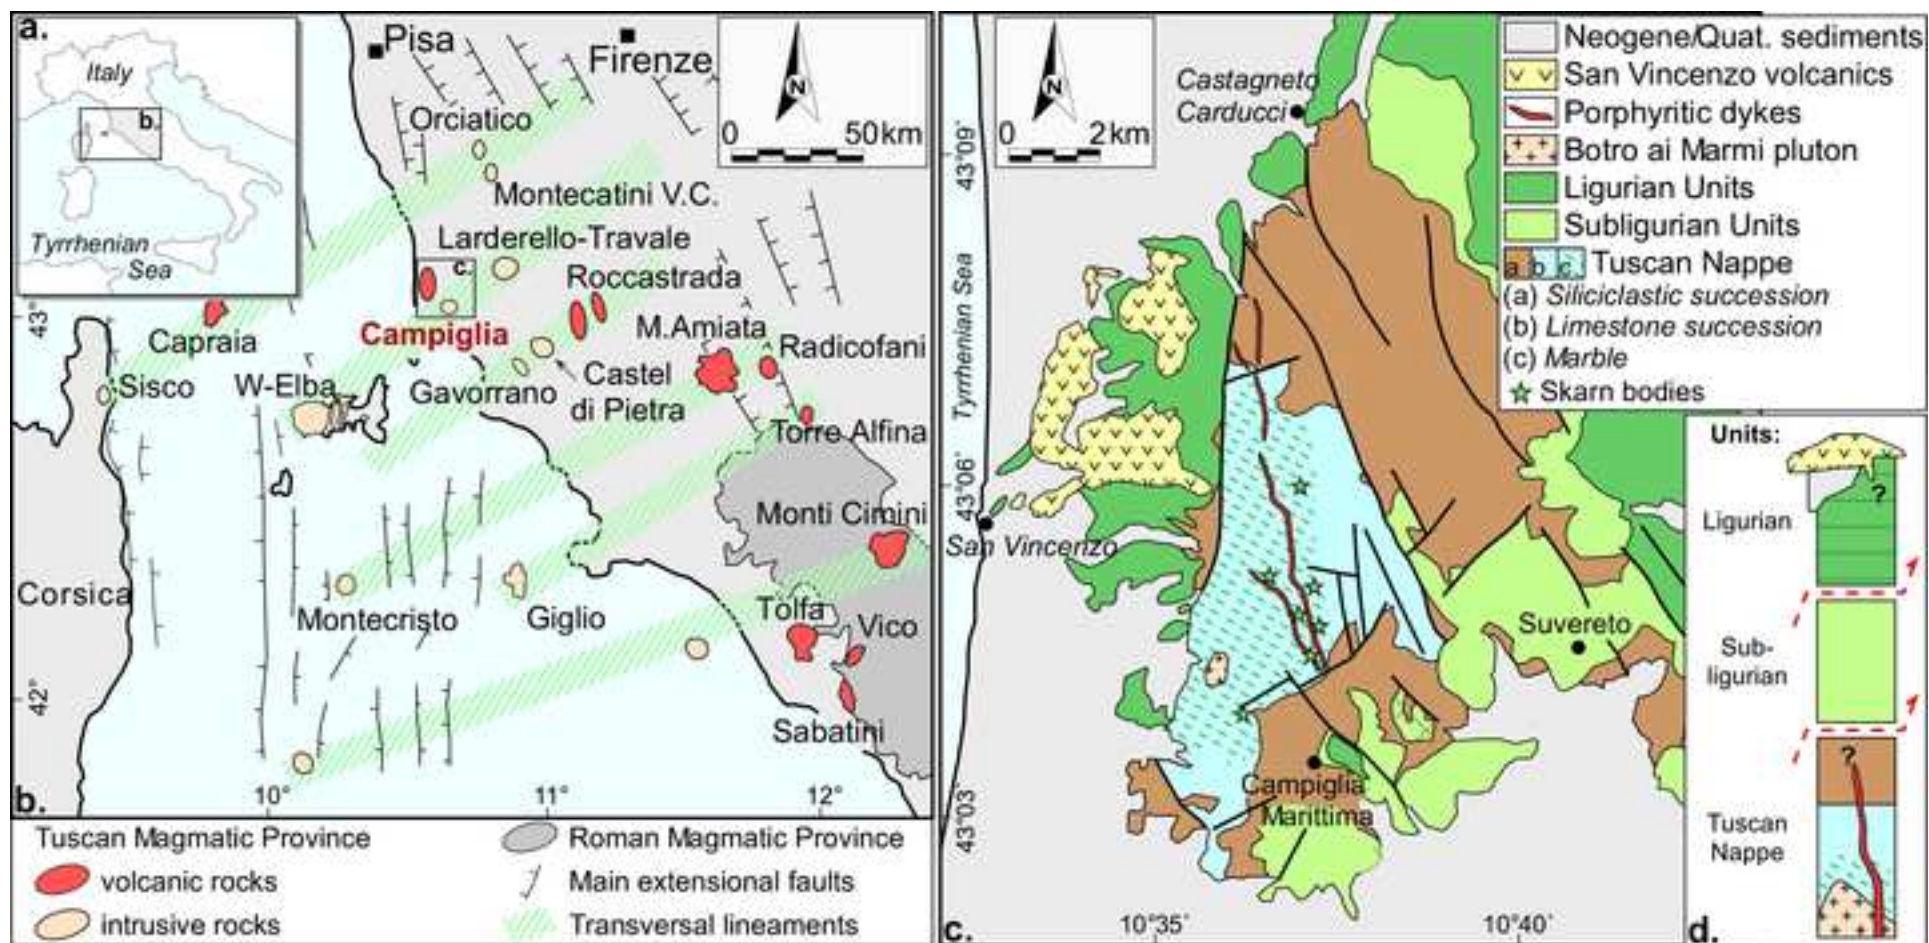 a.
Italy
b.
Tyrrhenian
Sea
Pisa
Firenze
N
0
50 km
Orciatico
Montecatini V.C.
Larderello-Travale
c.
Roccastrada
43°
Capraia
Campiglia
M.Amiata
Radicofani
Sisco
W-Elba
Gavorrano
Castel
di Pietra
Torre Alfina
Monti Cimini
Corsica
Montecristo
Giglio
Tolfa
Vico
42°
Sabatini
b.
10°
11°
12°
Tuscan Magmatic Province
volcanic rocks
intrusive rocks
Roman Magmatic Province
Main extensional faults
Transversal lineaments
N
0
2 km
Castagneto
Carducci
43°09'
Tyrrhenian Sea
43°06'
San Vincenzo
Suvereto
Campiglia
Marittima
43°03'
c.
10°35'
10°40'
Neogene/Quat. sediments
San Vincenzo volcanics
Porphyritic dykes
Botro ai Marmi pluton
Ligurian Units
Subligurian Units
a b c Tuscan Nappe
(a) Siliciclastic succession
(b) Limestone succession
(c) Marble
Skarn bodies
Units:
?
Ligurian
Sub-
ligurian
?
Tuscan
Nappe
d.